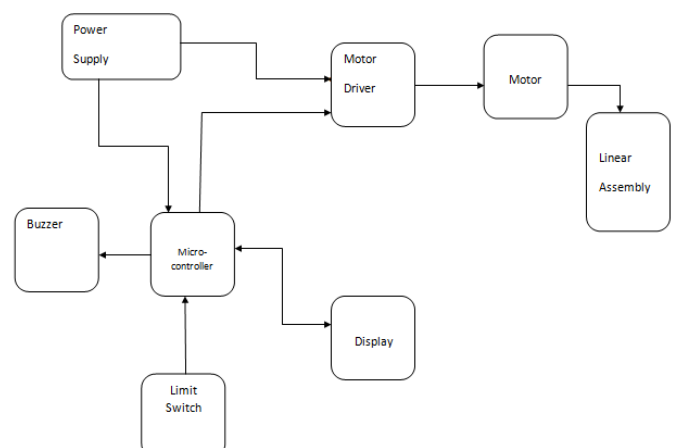 Power
Supply
Motor
Driver
Motor
Linear
Assembly
Buzzer
Micro-
controller
Display
Limit
Switch